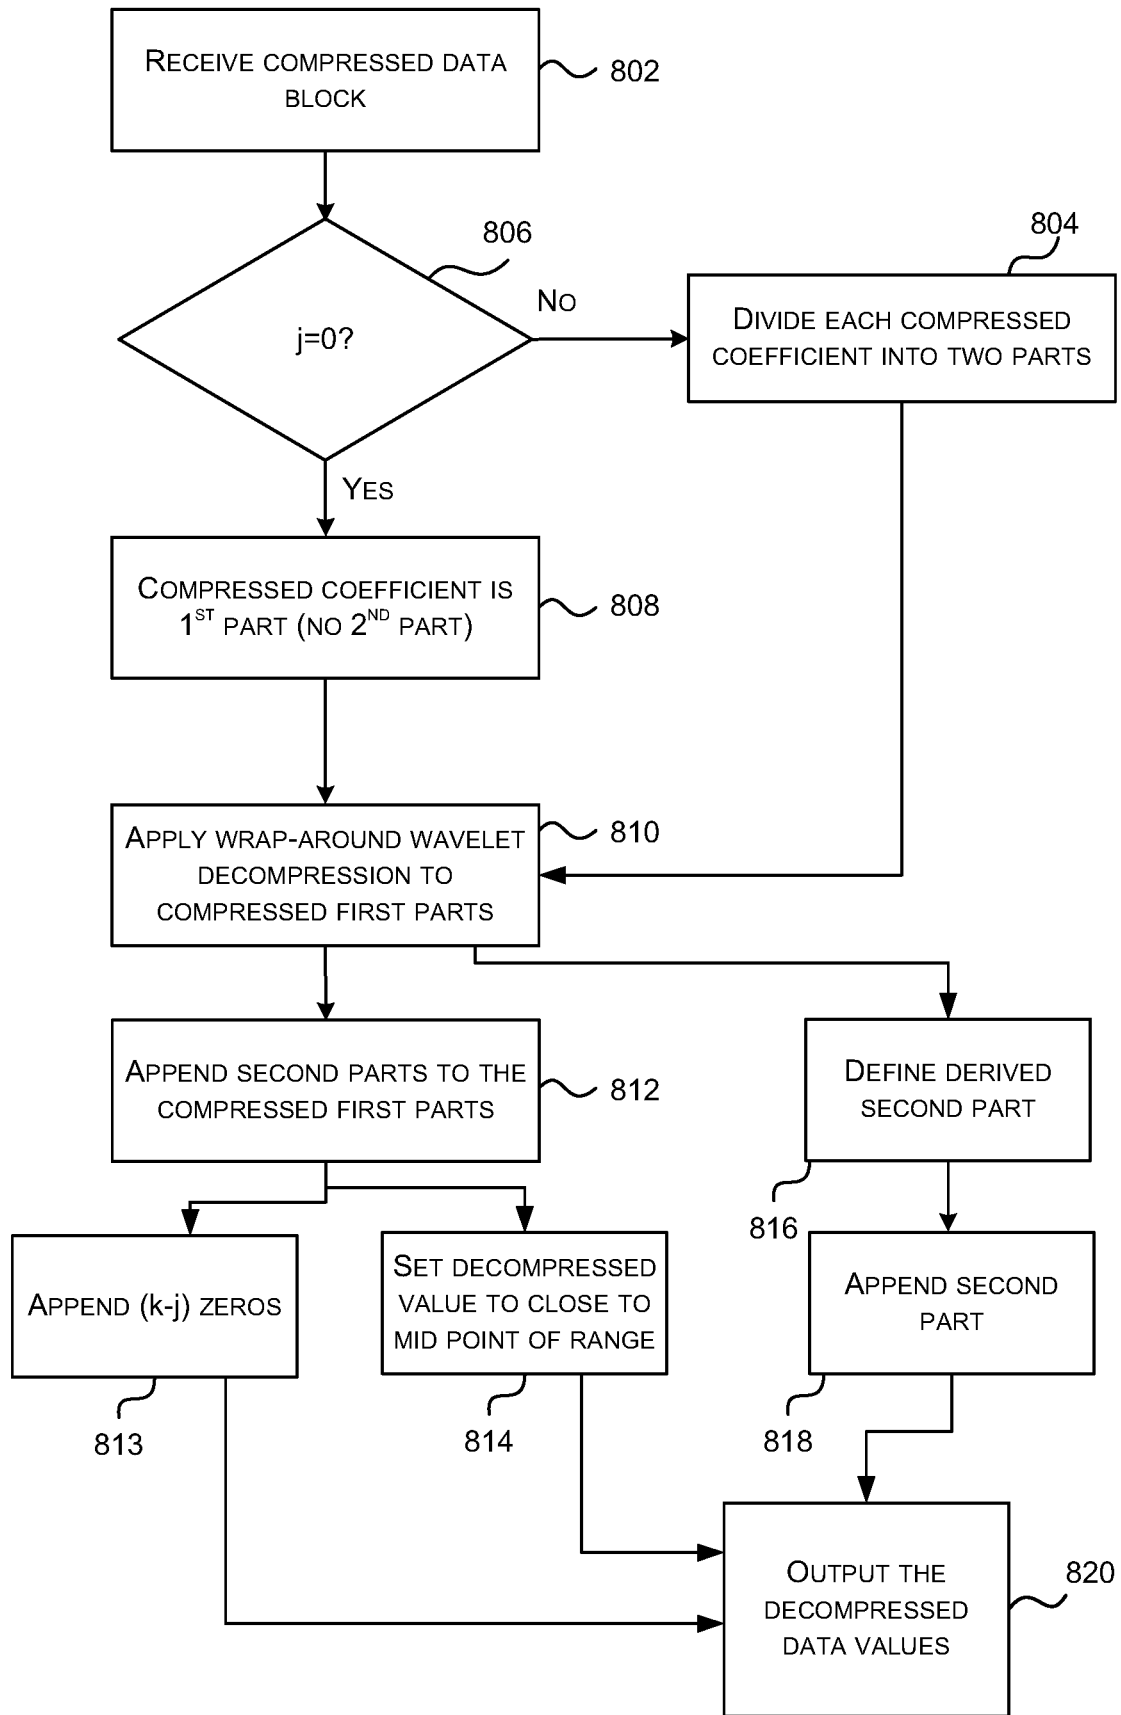 RECEIVE COMPRESSED DATA
BLOCK
802
806
804
j=0?
NO
DIVIDE EACH COMPRESSED
COEFFICIENT INTO TWO PARTS
YES
COMPRESSED COEFFICIENT IS
1ST PART (NO 2ND PART)
808
APPLY WRAP-AROUND WAVELET
DECOMPRESSION TO
COMPRESSED FIRST PARTS
810
APPEND SECOND PARTS TO THE
COMPRESSED FIRST PARTS
812
DEFINE DERIVED
SECOND PART
816
APPEND (k-j) ZEROS
813
SET DECOMPRESSED
VALUE TO CLOSE TO
MID POINT OF RANGE
814
APPEND SECOND
PART
818
OUTPUT THE
DECOMPRESSED
DATA VALUES
820